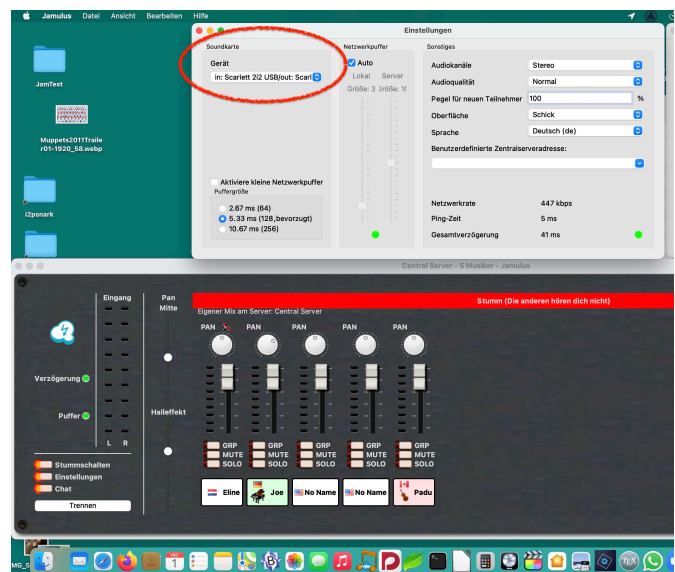 Jamulus Datei Ansicht Bearbeiten Hilfe
Einstellungen
Soundkarte
Netzwerkpuffer
Sonstiges
Gerät
in: Scarlett 2i2 USB/out: Scarl
Auto
Lokal Server
Größe: 3
Audiokanäle Stereo
Audioqualität Normal
Pegel für neuen Teilnehmer 100 %
Oberfläche Schick
Sprache Deutsch (de)
Benutzerdefinierte Zentralserveradresse:
Aktiviere kleine Netzwerkpuffer
Puffergröße
2.67 ms (64)
5.33 ms (128,bevorzugt)
10.67 ms (256)
Netzwerkrate 447 kbps
Ping-Zeit 5 ms
Gesamtverzögerung 41 ms
JamTest
Muppets2011Traile
r01-1920_58.webp
i2psnark
Central Server - 5 Musiker - Jamulus
Eingang
Pan
Mitte
Stumm (Die anderen hören dich nicht)
Eigener Mix am Server: Central Server
PAN PAN PAN PAN PAN
Verzögerung
Puffer
Halleffekt
L R
GRP GRP GRP GRP GRP
MUTE MUTE MUTE MUTE MUTE
SOLO SOLO SOLO SOLO SOLO
Stummschalten
Einstellungen
Chat
Trennen
Eline Joe No Name No Name Padu
1